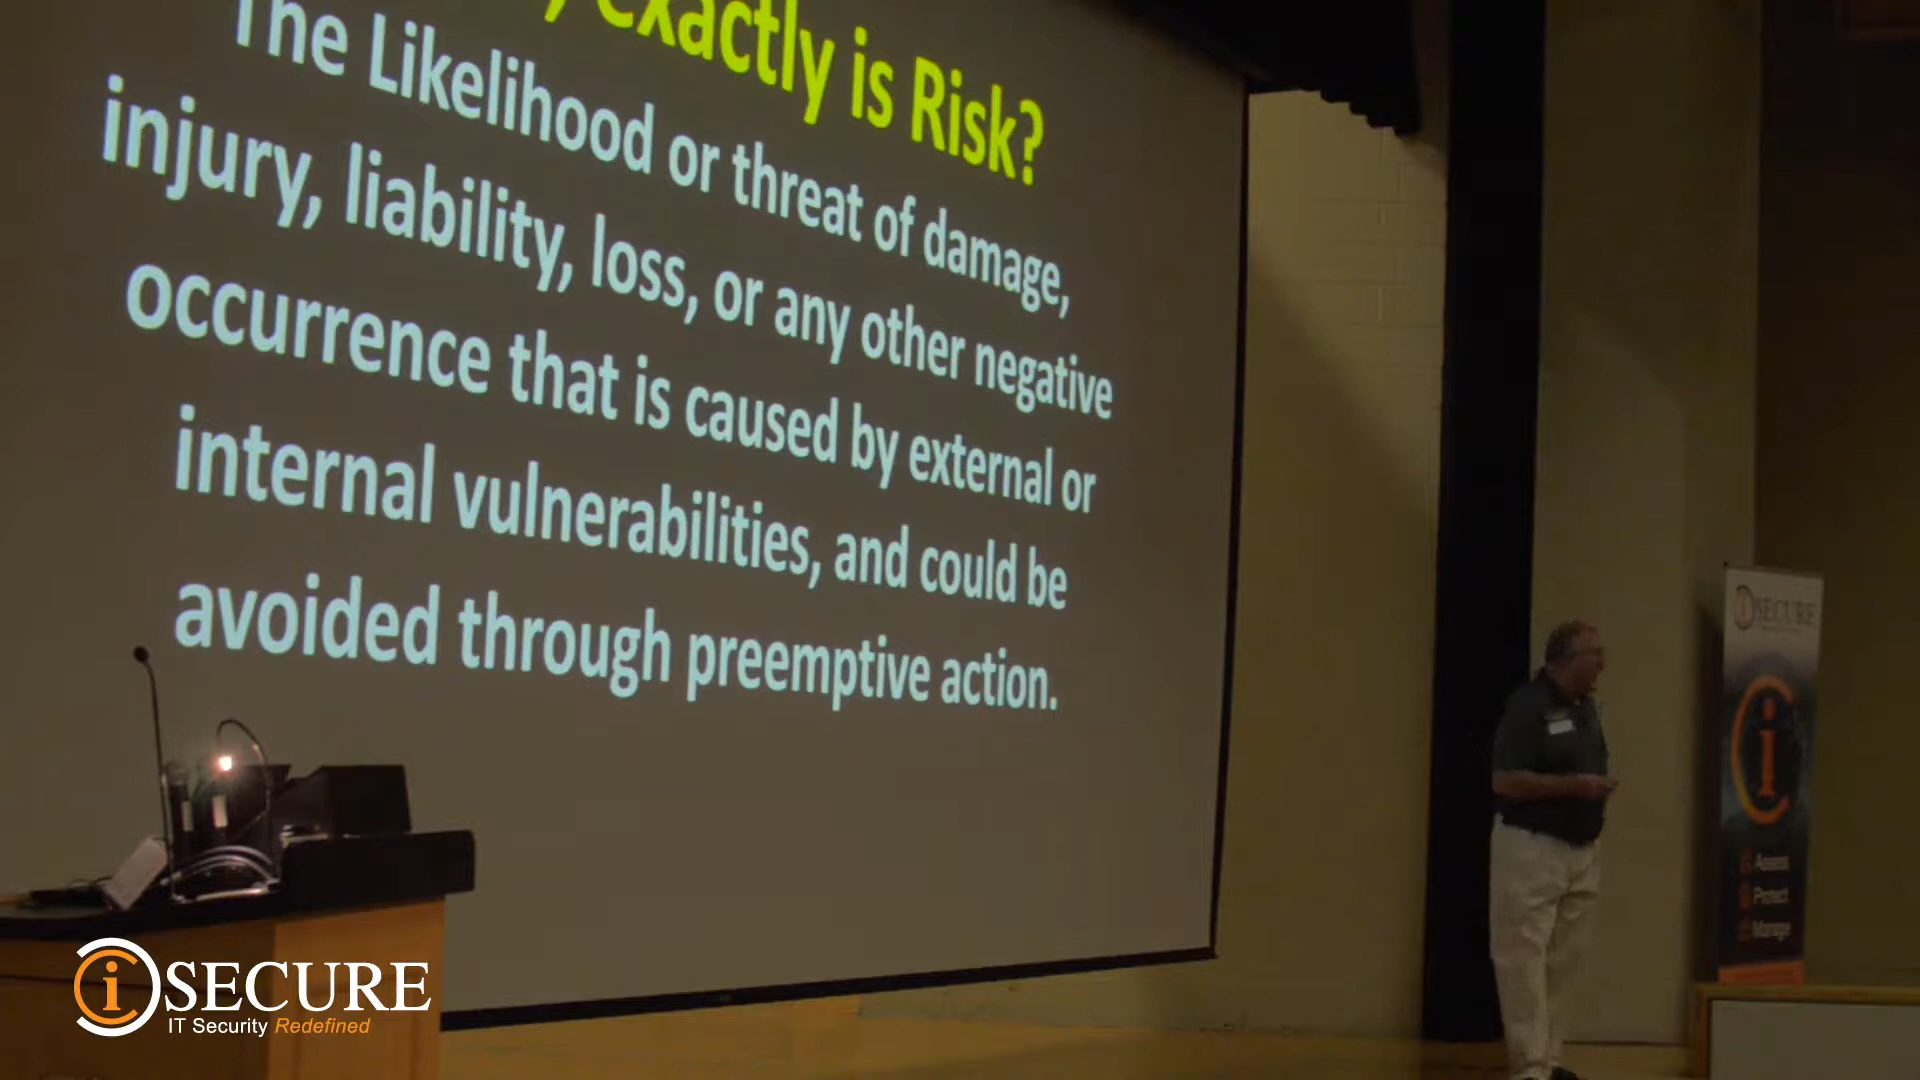 exactly is Risk?
The Likelihood or threat of damage,
injury, liability, loss, or any other negative
occurrence that is caused by external or
internal vulnerabilities, and could be
avoided through preemptive action.
i SECURE
i
Assess
Protect
Manage
i SECURE
IT Security Redefined